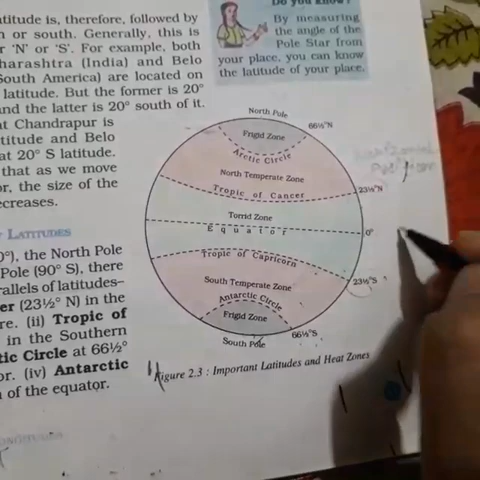 atitude is, therefore, followed by
h or south. Generally, this is
r 'N' or 'S'. For example, both
harashtra (India) and Belo
South America) are located on
latitude. But the former is 20°
and the latter is 20° south of it.
at Chandrapur is
titude and Belo
at 20° S latitude.
that as we move
or, the size of the
creases.
Do you know?
By measuring
the angle of the
Pole Star from
your place, you can know
the latitude of your place.
LATITUDES
0°), the North Pole
Pole (90° S), there
rallels of latitudes–
er (23½° N) in the
re. (ii) Tropic of
in the Southern
tic Circle at 66½°
or. (iv) Antarctic
of the equator.
North Pole
66½°N
Frigid Zone
Arctic Circle
North Temperate Zone
Tropic of Cancer
23½°N
Torrid Zone
Equator
0°
Tropic of Capricorn
23½°S
South Temperate Zone
Antarctic Circle
Frigid Zone
66½°S
South Pole
Figure 2.3 : Important Latitudes and Heat Zones